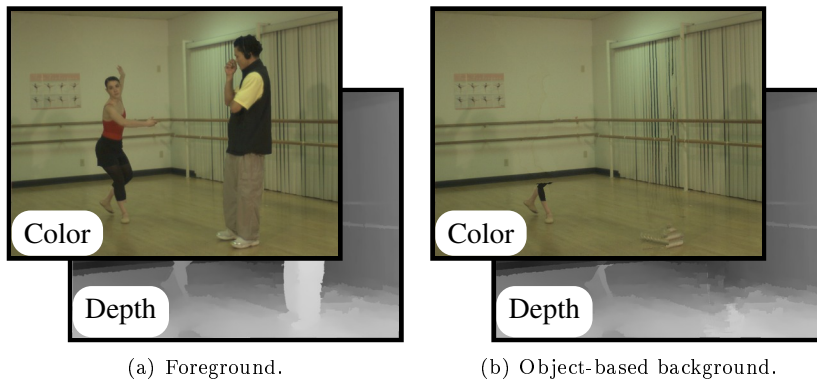 Color
Depth
(a) Foreground.
Color
Depth
(b) Object-based background.